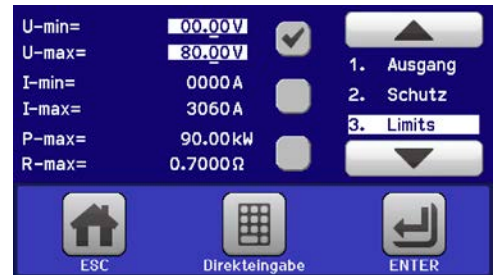 U-min= 00.00V
U-max= 80.00V
I-min= 0000A
I-max= 3060A
P-max= 90.00kW
R-max= 0.7000Ω
1. Ausgang
2. Schutz
3. Limits
ESC
Direkteingabe
ENTER